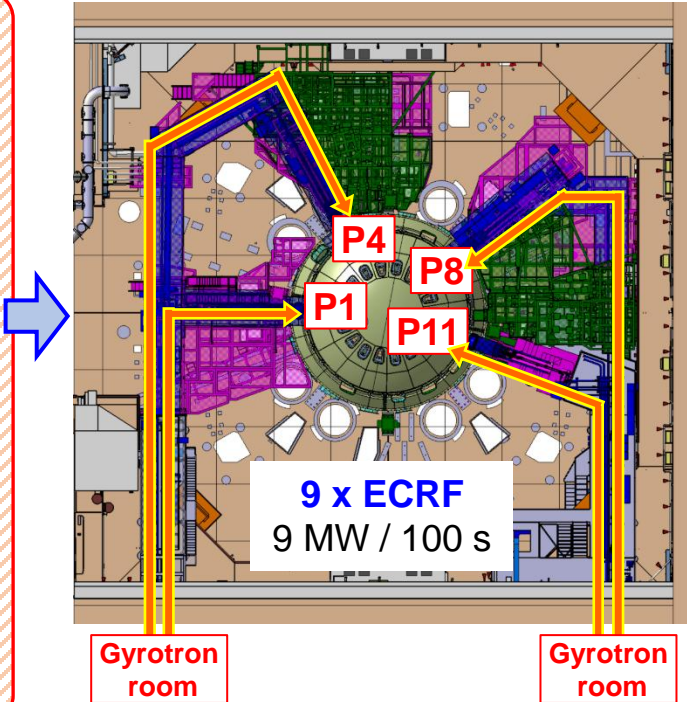 P4
P8
P1
P11
9 x ECRF
9 MW / 100 s
Gyrotron
room
Gyrotron
room